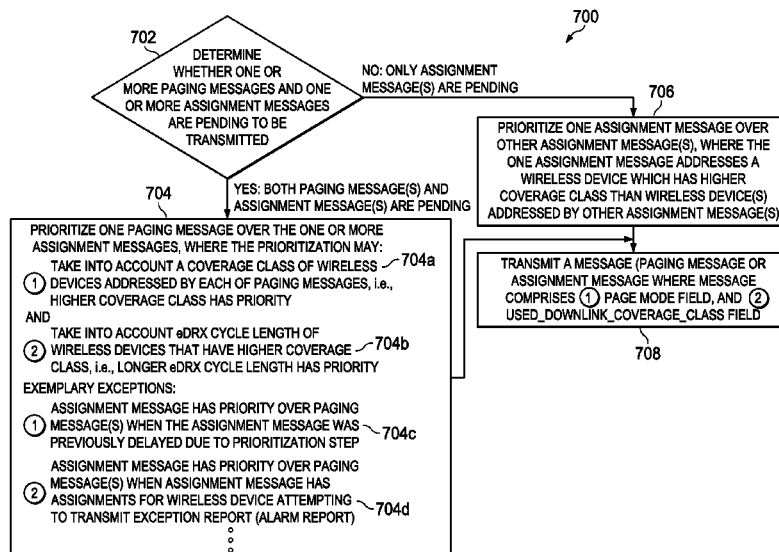 700
702
DETERMINE
WHETHER ONE OR
MORE PAGING MESSAGES AND ONE
OR MORE ASSIGNMENT MESSAGES
ARE PENDING TO BE
TRANSMITTED
NO: ONLY ASSIGNMENT
MESSAGE(S) ARE PENDING
706
PRIORITIZE ONE ASSIGNMENT MESSAGE OVER
OTHER ASSIGNMENT MESSAGE(S), WHERE THE
ONE ASSIGNMENT MESSAGE ADDRESSES A
WIRELESS DEVICE WHICH HAS HIGHER
COVERAGE CLASS THAN WIRELESS DEVICE(S)
ADDRESSED BY OTHER ASSIGNMENT MESSAGE(S)
YES: BOTH PAGING MESSAGE(S) AND
ASSIGNMENT MESSAGE(S) ARE PENDING
704
PRIORITIZE ONE PAGING MESSAGE OVER THE ONE OR MORE
ASSIGNMENT MESSAGES, WHERE THE PRIORITIZATION MAY:
TAKE INTO ACCOUNT A COVERAGE CLASS OF WIRELESS 704a
1 DEVICES ADDRESSED BY EACH OF PAGING MESSAGES, i.e.,
HIGHER COVERAGE CLASS HAS PRIORITY
AND
TAKE INTO ACCOUNT eDRX CYCLE LENGTH OF
2 WIRELESS DEVICES THAT HAVE HIGHER COVERAGE 704b
CLASS, i.e., LONGER eDRX CYCLE LENGTH HAS PRIORITY
EXEMPLARY EXCEPTIONS:
ASSIGNMENT MESSAGE HAS PRIORITY OVER PAGING
1 MESSAGE(S) WHEN THE ASSIGNMENT MESSAGE WAS
PREVIOUSLY DELAYED DUE TO PRIORITIZATION STEP 704c
ASSIGNMENT MESSAGE HAS PRIORITY OVER PAGING
2 MESSAGE(S) WHEN ASSIGNMENT MESSAGE HAS
ASSIGNMENTS FOR WIRELESS DEVICE ATTEMPTING
TO TRANSMIT EXCEPTION REPORT (ALARM REPORT) 704d
TRANSMIT A MESSAGE (PAGING MESSAGE OR
ASSIGNMENT MESSAGE WHERE MESSAGE
COMPRISES 1 PAGE MODE FIELD, AND 2
USED_DOWNLINK_COVERAGE_CLASS FIELD
708